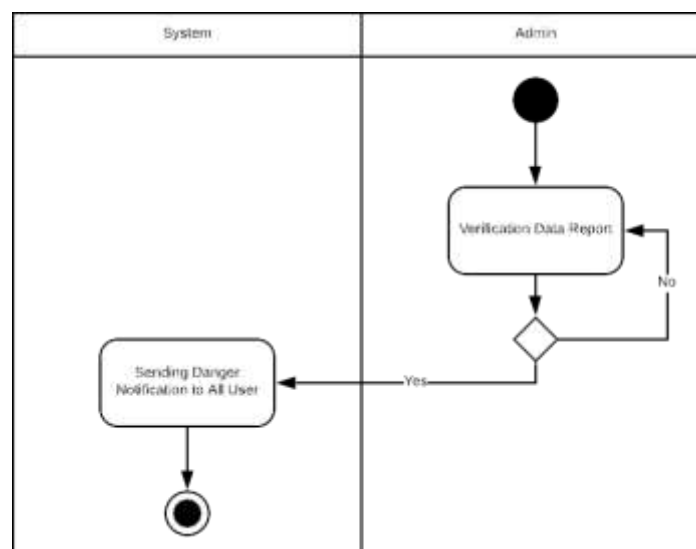 System
Admin
Verification Data Report
No
Sending Danger
Notification to All User
Yes